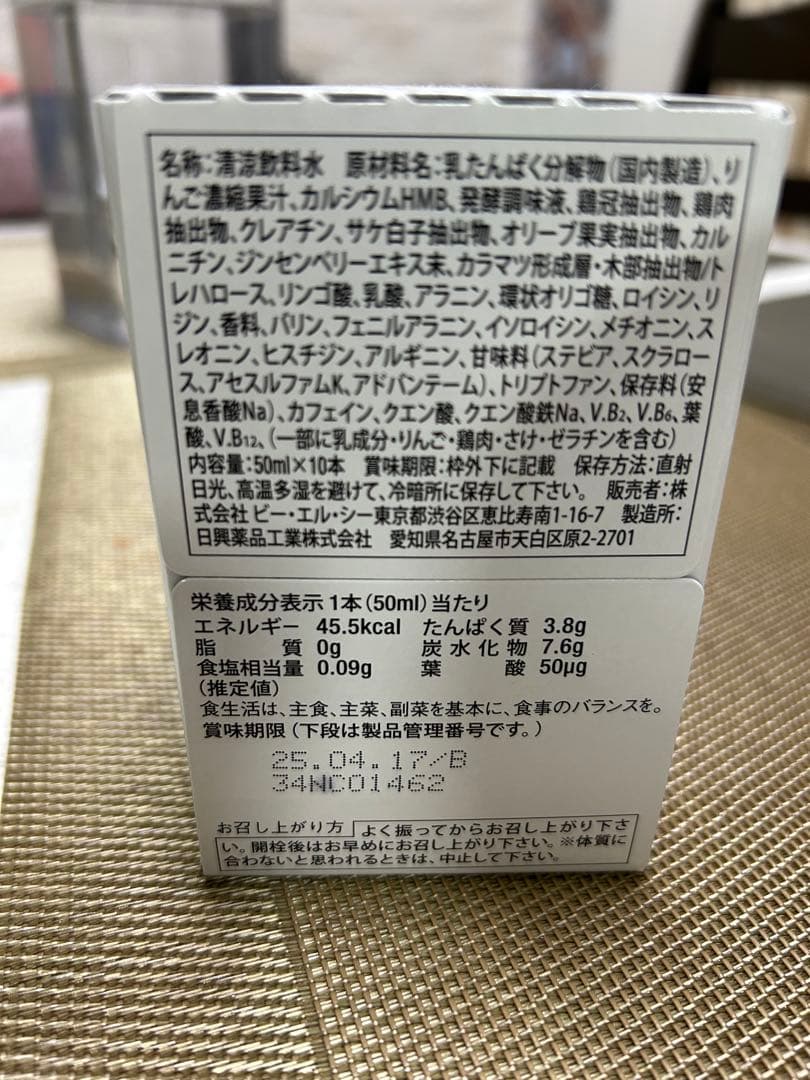 名称:清涼飲料水　原材料名:乳たんぱく分解物(国内製造)、り
んご濃縮果汁、カルシウムHMB、発酵調味液、鶏冠抽出物、鶏肉
抽出物、クレアチン、サケ白子抽出物、オリーブ果実抽出物、カル
ニチン、ジンセンベリーエキス末、カラマツ形成層・木部抽出物/ト
レハロース、リンゴ酸、乳酸、アラニン、環状オリゴ糖、ロイシン、リ
ジン、香料、バリン、フェニルアラニン、イソロイシン、メチオニン、ス
レオニン、ヒスチジン、アルギニン、甘味料(ステビア、スクラロー
ス、アセスルファムK、アドバンテーム)、トリプトファン、保存料(安
息香酸Na)、カフェイン、クエン酸、クエン酸鉄Na、V.B2、V.B6、葉
酸、V.B12、(一部に乳成分・りんご・鶏肉・さけ・ゼラチンを含む)
内容量:50ml×10本　賞味期限:枠外下に記載　保存方法:直射
日光、高温多湿を避けて、冷暗所に保存して下さい。　販売者:株
式会社 ビー・エル・シー東京都渋谷区恵比寿南1-16-7　製造所:
日興薬品工業株式会社　愛知県名古屋市天白区原2-2701
栄養成分表示 1本(50ml)当たり
エネルギー 45.5kcal たんぱく質 3.8g
脂質 0g 炭水化物 7.6g
食塩相当量 0.09g 葉酸 50μg
(推定値)
食生活は、主食、主菜、副菜を基本に、食事のバランスを。
賞味期限(下段は製品管理番号です。)
25.04.17/B
34NC01462
お召し上がり方 よく振ってからお召し上がり下さ
い。開栓後はお早めにお召し上がり下さい。※体質に
合わないと思われるときは、中止して下さい。